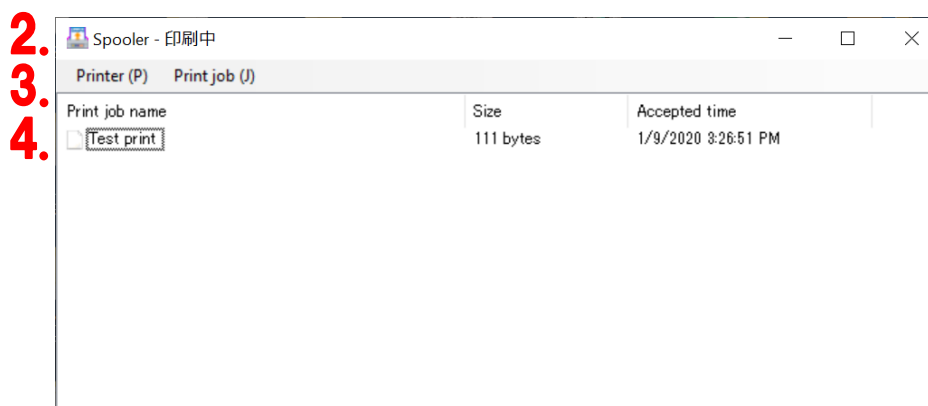 2. Spooler - 印刷中
3. Printer (P) Print job (J)
Print job name Size Accepted time
4. Test print 111 bytes 1/9/2020 3:26:51 PM